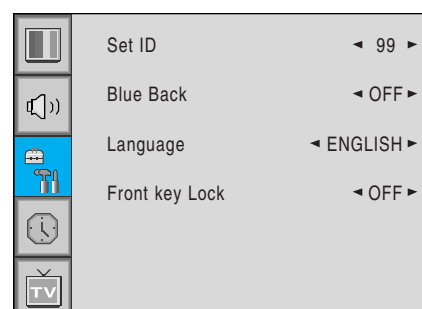 Set ID ◄ 99 ►
Blue Back ◄ OFF ►
Language ◄ ENGLISH ►
Front key Lock ◄ OFF ►
TV